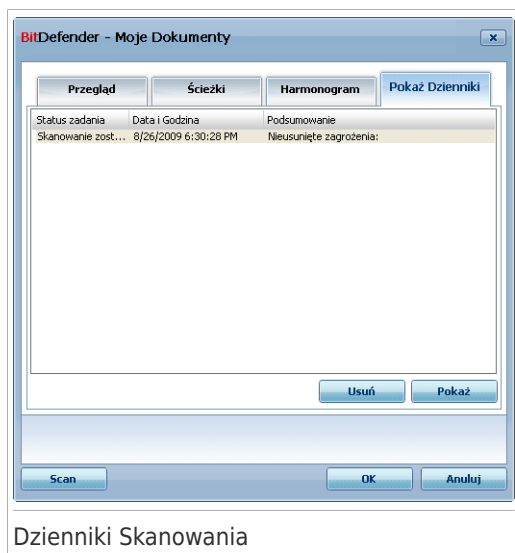 BitDefender - Moje Dokumenty
Przegląd Ścieżki Harmonogram Pokaż Dzienniki
Status zadania Data i Godzina Podsumowanie
Skanowanie zost... 8/26/2009 6:30:28 PM Nieusunięte zagrożenia:
Usuń Pokaż
Scan OK Anuluj
Dzienniki Skanowania